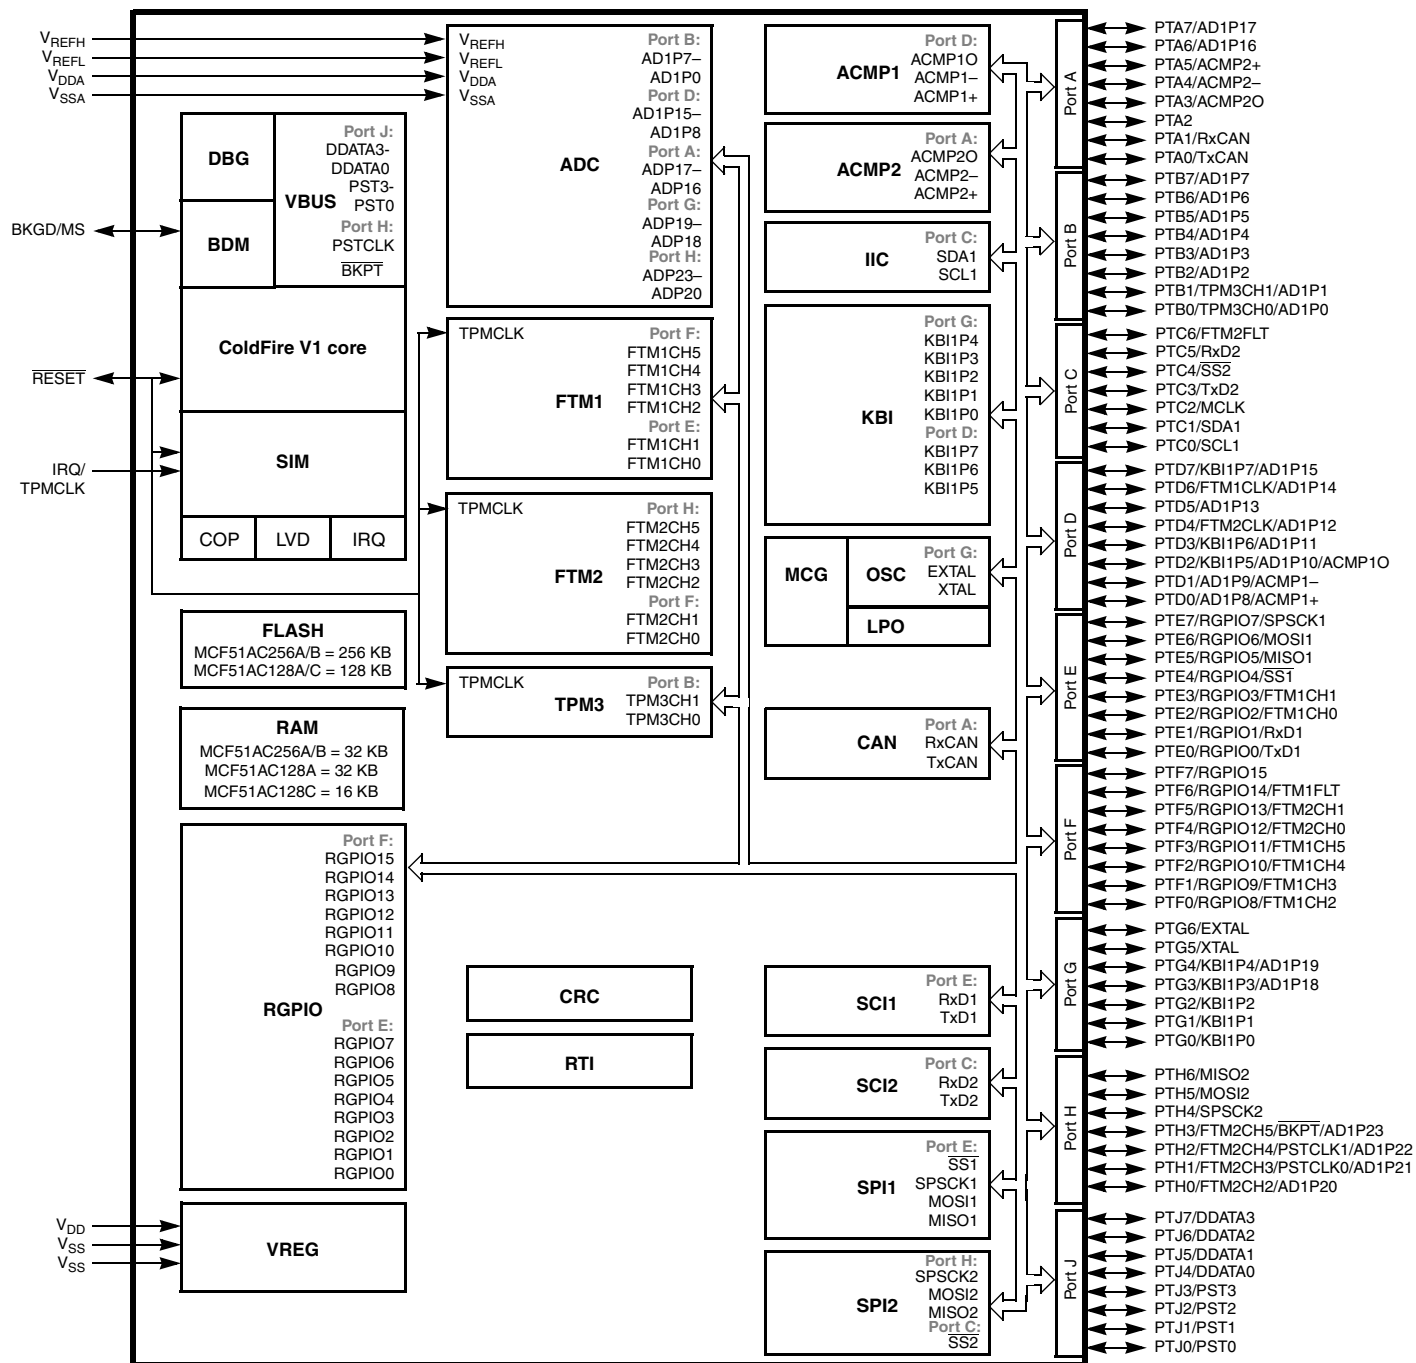 V_REFH
V_REFL
V_DDA
V_SSA
BKGD/MS
RESET
IRQ/
TPMCLK
V_DD
V_SS
V_SS
DBG
BDM
VBUS
Port J:
DDATA3-
DDATA0
PST3-
PST0
Port H:
PSTCLK
BKPT
ColdFire V1 core
SIM
COP
LVD
IRQ
FLASH
MCF51AC256A/B = 256 KB
MCF51AC128A/C = 128 KB
RAM
MCF51AC256A/B = 32 KB
MCF51AC128A = 32 KB
MCF51AC128C = 16 KB
RGPIO
Port F:
RGPIO15
RGPIO14
RGPIO13
RGPIO12
RGPIO11
RGPIO10
RGPIO9
RGPIO8
Port E:
RGPIO7
RGPIO6
RGPIO5
RGPIO4
RGPIO3
RGPIO2
RGPIO1
RGPIO0
VREG
V_REFH
V_REFL
V_DDA
V_SSA
ADC
Port B:
AD1P7–
AD1P0
Port D:
AD1P15–
AD1P8
Port A:
ADP17–
ADP16
Port G:
ADP19–
ADP18
Port H:
ADP23–
ADP20
TPMCLK
FTM1
Port F:
FTM1CH5
FTM1CH4
FTM1CH3
FTM1CH2
Port E:
FTM1CH1
FTM1CH0
TPMCLK
FTM2
Port H:
FTM2CH5
FTM2CH4
FTM2CH3
FTM2CH2
Port F:
FTM2CH1
FTM2CH0
TPMCLK
TPM3
Port B:
TPM3CH1
TPM3CH0
CRC
RTI
ACMP1
Port D:
ACMP1O
ACMP1–
ACMP1+
ACMP2
Port A:
ACMP2O
ACMP2–
ACMP2+
IIC
Port C:
SDA1
SCL1
KBI
Port G:
KBI1P4
KBI1P3
KBI1P2
KBI1P1
KBI1P0
Port D:
KBI1P7
KBI1P6
KBI1P5
MCG
OSC
Port G:
EXTAL
XTAL
LPO
CAN
Port A:
RxCAN
TxCAN
SCI1
Port E:
RxD1
TxD1
SCI2
Port C:
RxD2
TxD2
SPI1
Port E:
SS1
SPSCK1
MOSI1
MISO1
SPI2
Port H:
SPSCK2
MOSI2
MISO2
Port C:
SS2
Port A
PTA7/AD1P17
PTA6/AD1P16
PTA5/ACMP2+
PTA4/ACMP2–
PTA3/ACMP2O
PTA2
PTA1/RxCAN
PTA0/TxCAN
Port B
PTB7/AD1P7
PTB6/AD1P6
PTB5/AD1P5
PTB4/AD1P4
PTB3/AD1P3
PTB2/AD1P2
PTB1/TPM3CH1/AD1P1
PTB0/TPM3CH0/AD1P0
Port C
PTC6/FTM2FLT
PTC5/RxD2
PTC4/SS2
PTC3/TxD2
PTC2/MCLK
PTC1/SDA1
PTC0/SCL1
Port D
PTD7/KBI1P7/AD1P15
PTD6/FTM1CLK/AD1P14
PTD5/AD1P13
PTD4/FTM2CLK/AD1P12
PTD3/KBI1P6/AD1P11
PTD2/KBI1P5/AD1P10/ACMP1O
PTD1/AD1P9/ACMP1–
PTD0/AD1P8/ACMP1+
Port E
PTE7/RGPIO7/SPSCK1
PTE6/RGPIO6/MOSI1
PTE5/RGPIO5/MISO1
PTE4/RGPIO4/SS1
PTE3/RGPIO3/FTM1CH1
PTE2/RGPIO2/FTM1CH0
PTE1/RGPIO1/RxD1
PTE0/RGPIO0/TxD1
Port F
PTF7/RGPIO15
PTF6/RGPIO14/FTM1FLT
PTF5/RGPIO13/FTM2CH1
PTF4/RGPIO12/FTM2CH0
PTF3/RGPIO11/FTM1CH5
PTF2/RGPIO10/FTM1CH4
PTF1/RGPIO9/FTM1CH3
PTF0/RGPIO8/FTM1CH2
Port G
PTG6/EXTAL
PTG5/XTAL
PTG4/KBI1P4/AD1P19
PTG3/KBI1P3/AD1P18
PTG2/KBI1P2
PTG1/KBI1P1
PTG0/KBI1P0
Port H
PTH6/MISO2
PTH5/MOSI2
PTH4/SPSCK2
PTH3/FTM2CH5/BKPT/AD1P23
PTH2/FTM2CH4/PSTCLK1/AD1P22
PTH1/FTM2CH3/PSTCLK0/AD1P21
PTH0/FTM2CH2/AD1P20
Port J
PTJ7/DDATA3
PTJ6/DDATA2
PTJ5/DDATA1
PTJ4/DDATA0
PTJ3/PST3
PTJ2/PST2
PTJ1/PST1
PTJ0/PST0